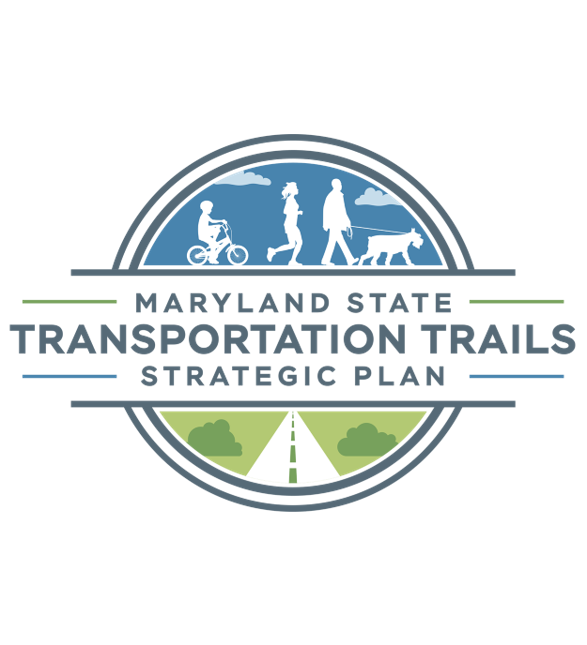 MARYLAND STATE
TRANSPORTATION TRAILS
STRATEGIC PLAN